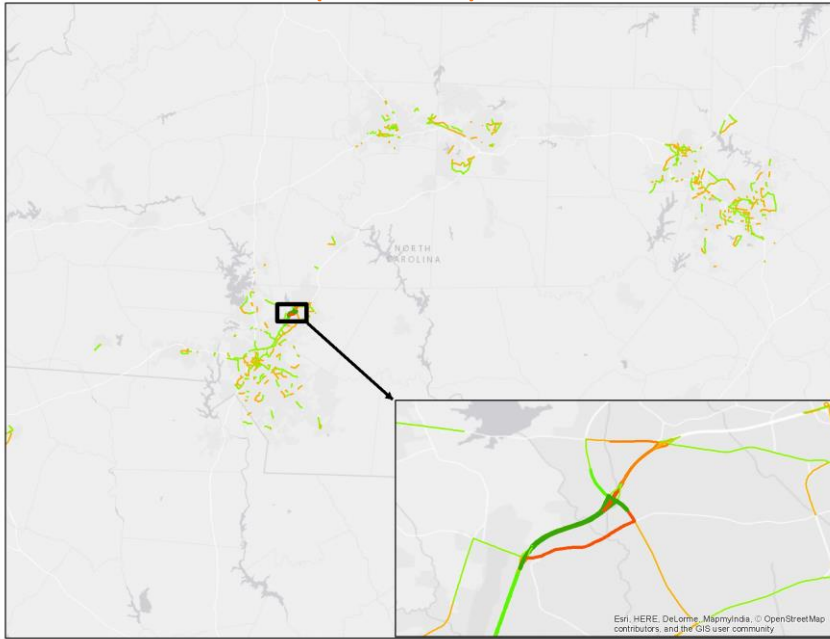 NORTH
CAROLINA
Esri, HERE, DeLorme, MapmyIndia, © OpenStreetMap
contributors, and the GIS user community